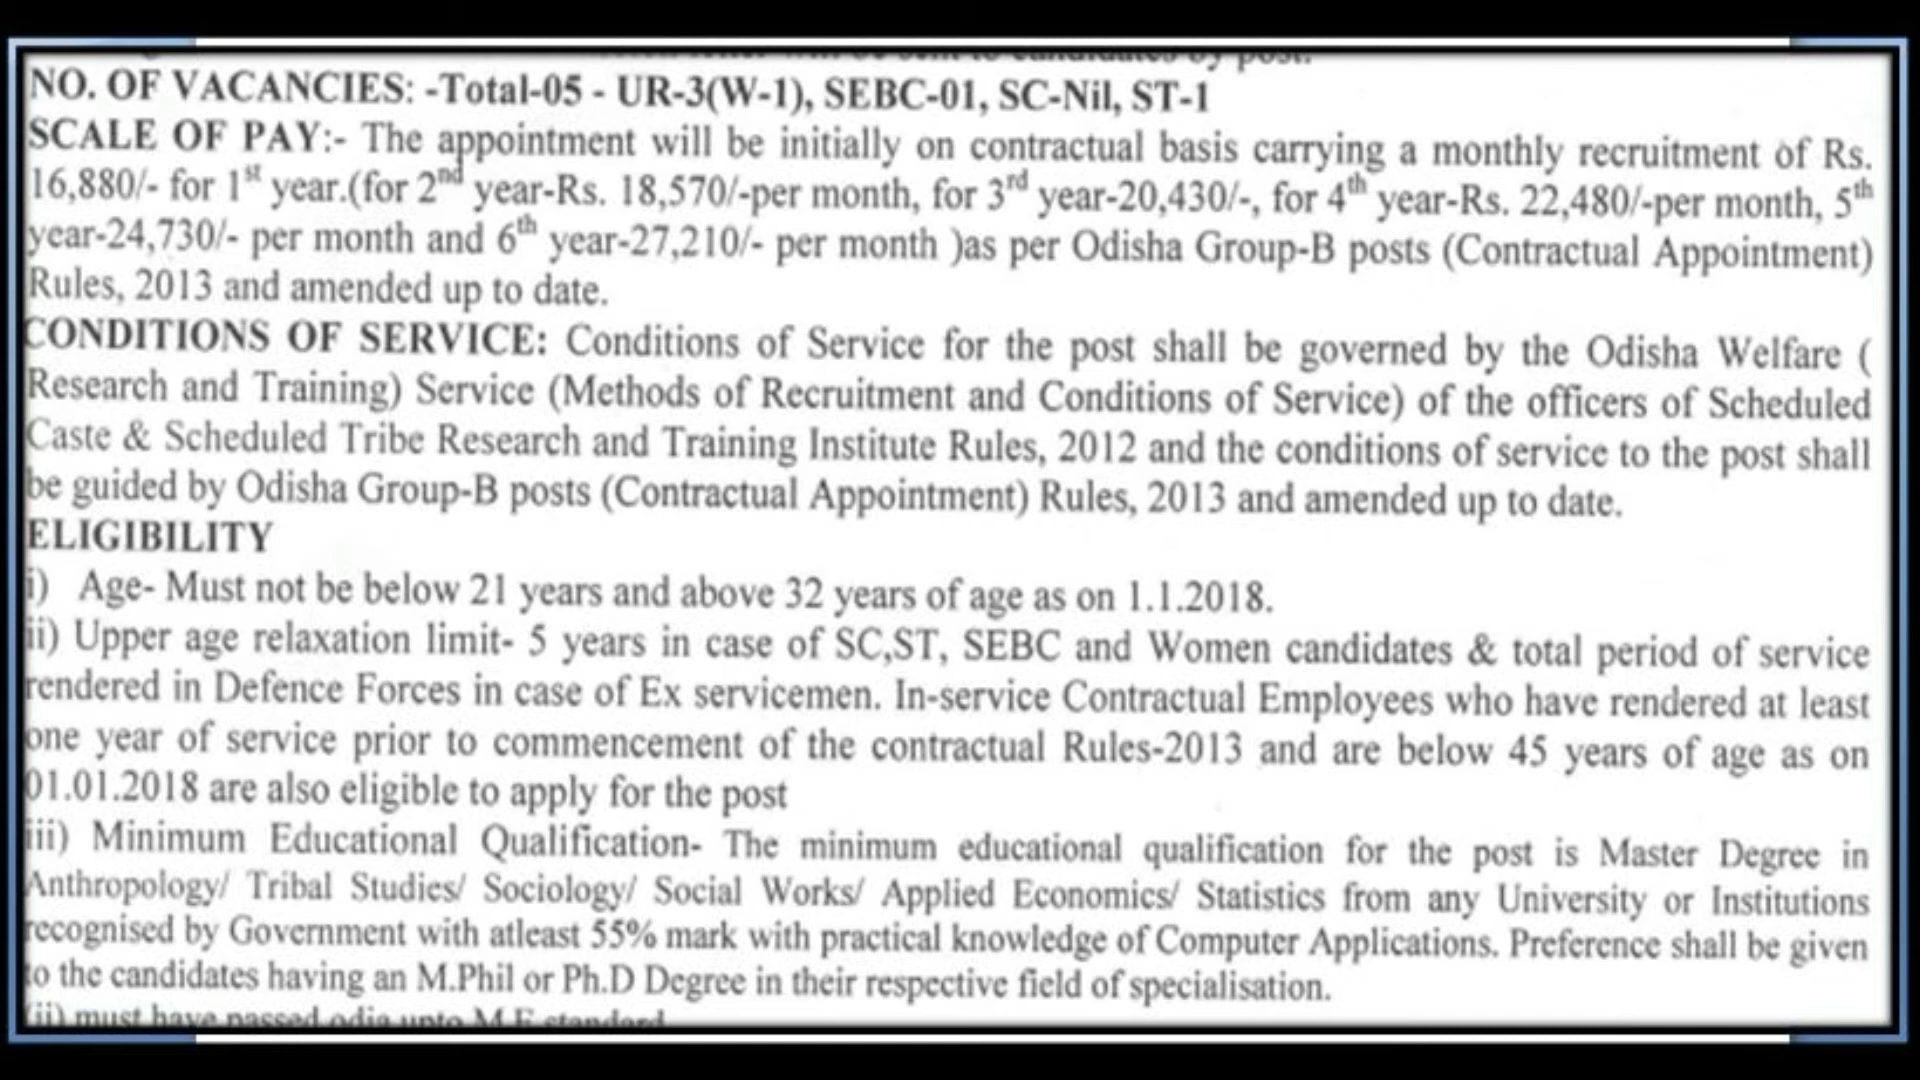 candidates by post.
NO. OF VACANCIES: -Total-05 - UR-3(W-1), SEBC-01, SC-Nil, ST-1
SCALE OF PAY:- The appointment will be initially on contractual basis carrying a monthly recruitment of Rs.
16,880/- for 1st year.(for 2nd year-Rs. 18,570/-per month, for 3rd year-20,430/-, for 4th year-Rs. 22,480/-per month, 5th
year-24,730/- per month and 6th year-27,210/- per month )as per Odisha Group-B posts (Contractual Appointment)
Rules, 2013 and amended up to date.
CONDITIONS OF SERVICE: Conditions of Service for the post shall be governed by the Odisha Welfare (
Research and Training) Service (Methods of Recruitment and Conditions of Service) of the officers of Scheduled
Caste & Scheduled Tribe Research and Training Institute Rules, 2012 and the conditions of service to the post shall
be guided by Odisha Group-B posts (Contractual Appointment) Rules, 2013 and amended up to date.
ELIGIBILITY
i) Age- Must not be below 21 years and above 32 years of age as on 1.1.2018.
ii) Upper age relaxation limit- 5 years in case of SC,ST, SEBC and Women candidates & total period of service
rendered in Defence Forces in case of Ex servicemen. In-service Contractual Employees who have rendered at least
one year of service prior to commencement of the contractual Rules-2013 and are below 45 years of age as on
01.01.2018 are also eligible to apply for the post
iii) Minimum Educational Qualification- The minimum educational qualification for the post is Master Degree in
Anthropology/ Tribal Studies/ Sociology/ Social Works/ Applied Economics/ Statistics from any University or Institutions
recognised by Government with atleast 55% mark with practical knowledge of Computer Applications. Preference shall be given
to the candidates having an M.Phil or Ph.D Degree in their respective field of specialisation.
(ii) must have passed odia upto M.E standard